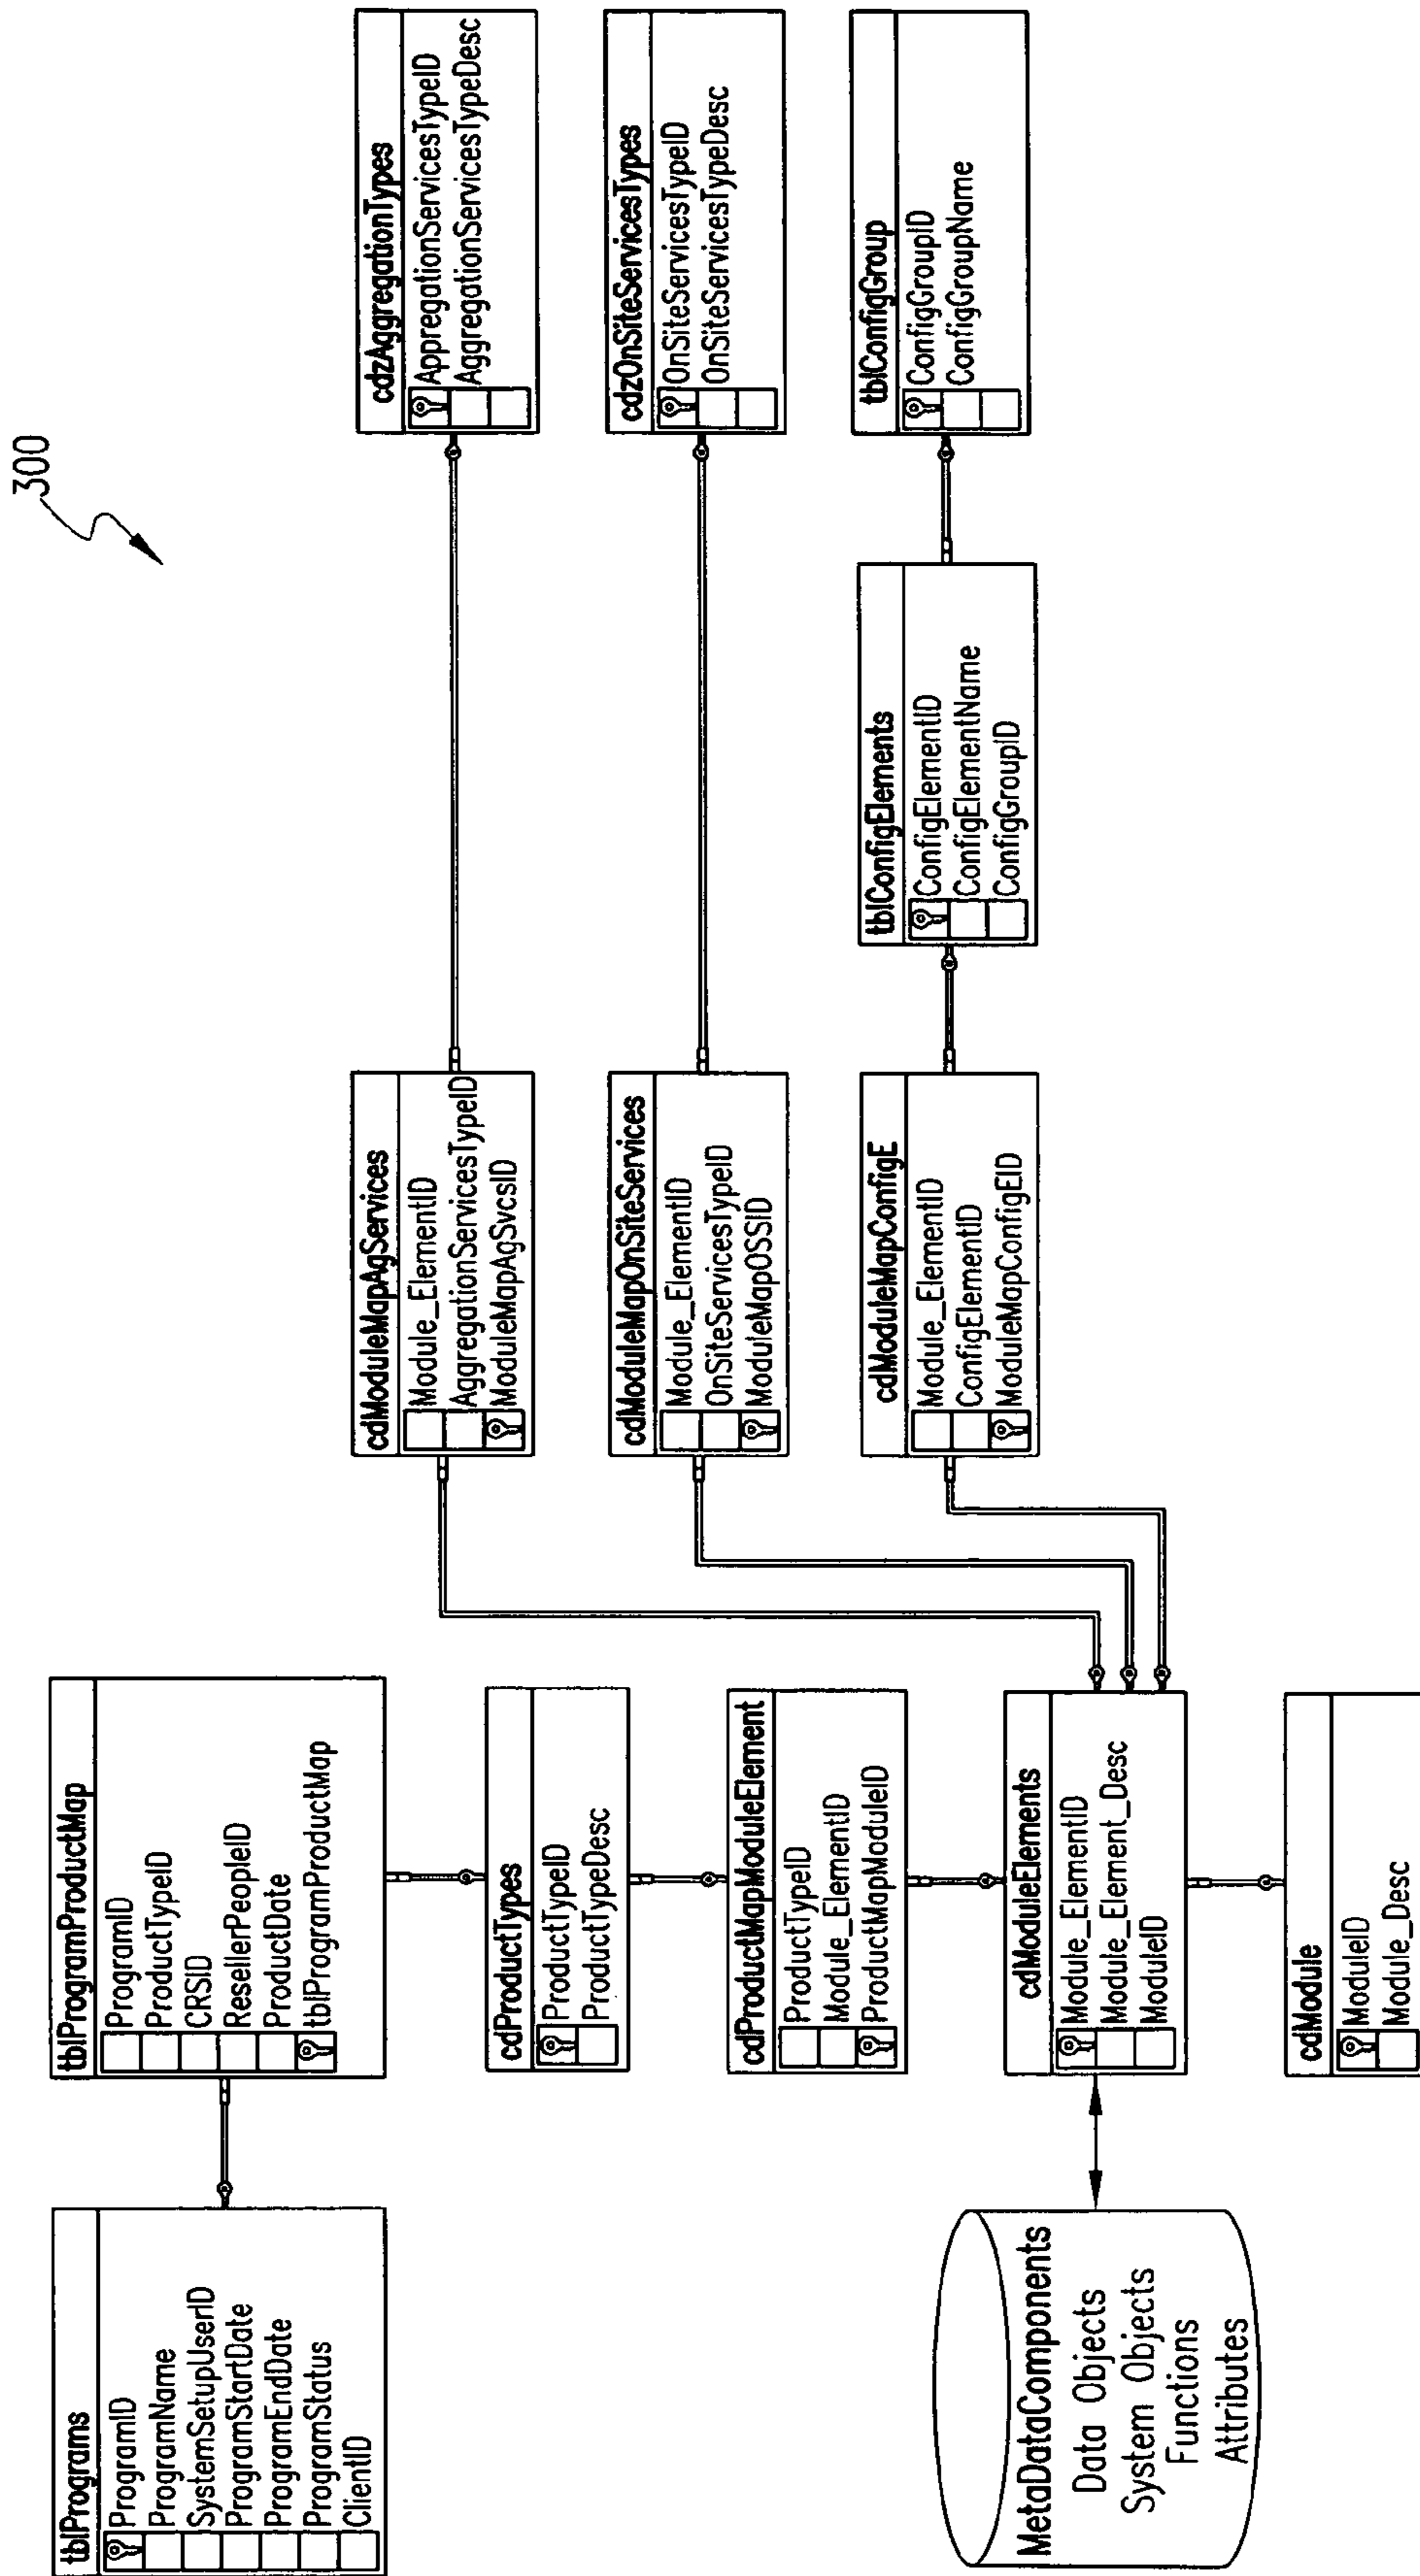 300
tblPrograms
ProgramID
ProgramName
SystemSetupUserID
ProgramStartDate
ProgramEndDate
ProgramStatus
ClientID
tblProgramProductMap
ProgramID
ProductTypeID
CRSID
ResellerPeopleID
ProductDate
tblProgramProductMap
cdProductTypes
ProductTypeID
ProductTypeDesc
cdProductMapModuleElement
ProductTypeID
Module_ElementID
ProductMapModuleID
cdModuleElements
Module_ElementID
Module_Element_Desc
ModuleID
cdModule
ModuleID
Module_Desc
MetaDataComponents
Data Objects
System Objects
Functions
Attributes
cdModuleMapAgServices
Module_ElementID
AggregationServicesTypeID
ModuleMapAgSvcsID
cdModuleMapOnSiteServices
Module_ElementID
OnSiteServicesTypeID
ModuleMapOSSID
cdModuleMapConfigE
Module_ElementID
ConfigElementID
ModuleMapConfigEID
tblConfigElements
ConfigElementID
ConfigElementName
ConfigGroupID
cdzAggregationTypes
AppregationServicesTypeID
AggregationServicesTypeDesc
cdzOnSiteServicesTypes
OnSiteServicesTypeID
OnSiteServicesTypeDesc
tblConfigGroup
ConfigGroupID
ConfigGroupName